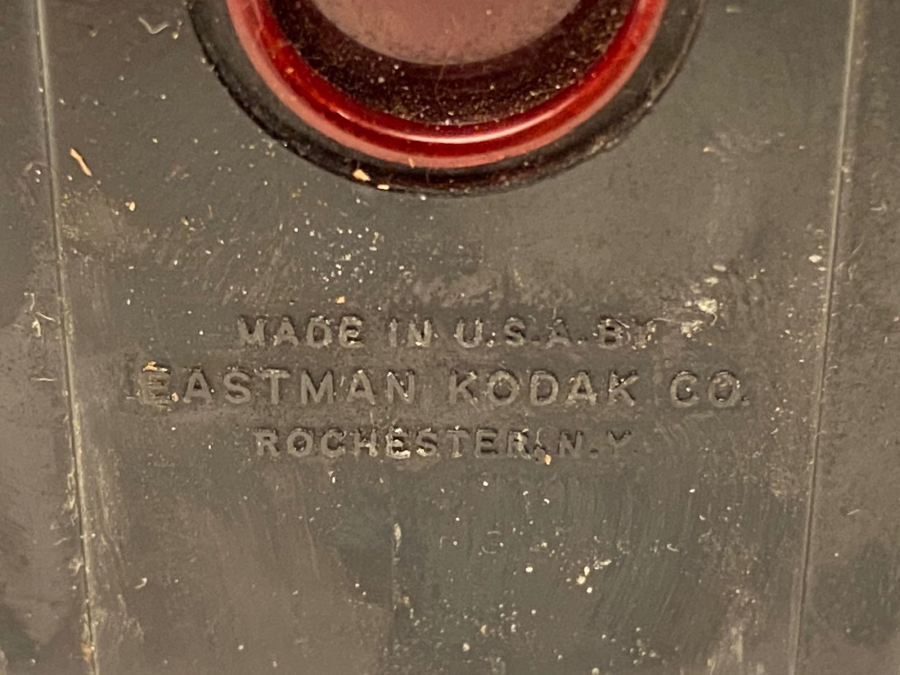 MADE IN U.S.A. BY
EASTMAN KODAK CO.
ROCHESTER, N.Y.